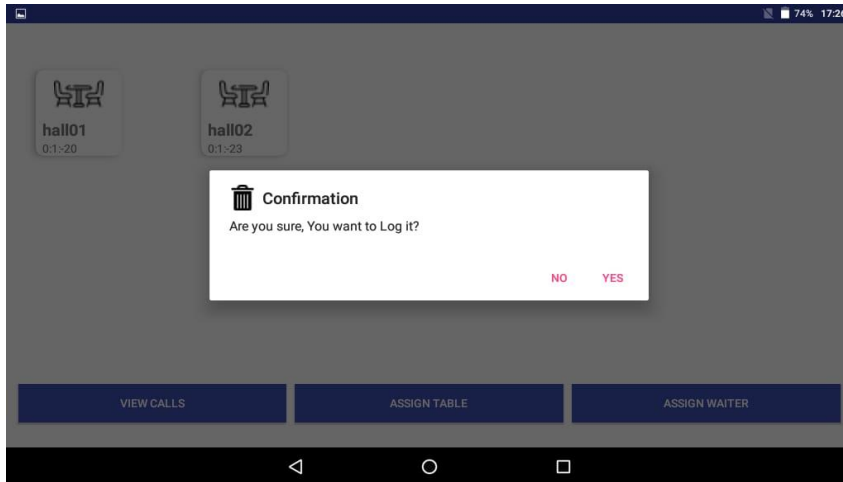 74% 17:26
hall01
0:1:-20
hall02
0:1:-23
Confirmation
Are you sure, You want to Log it?
NO YES
VIEW CALLS
ASSIGN TABLE
ASSIGN WAITER